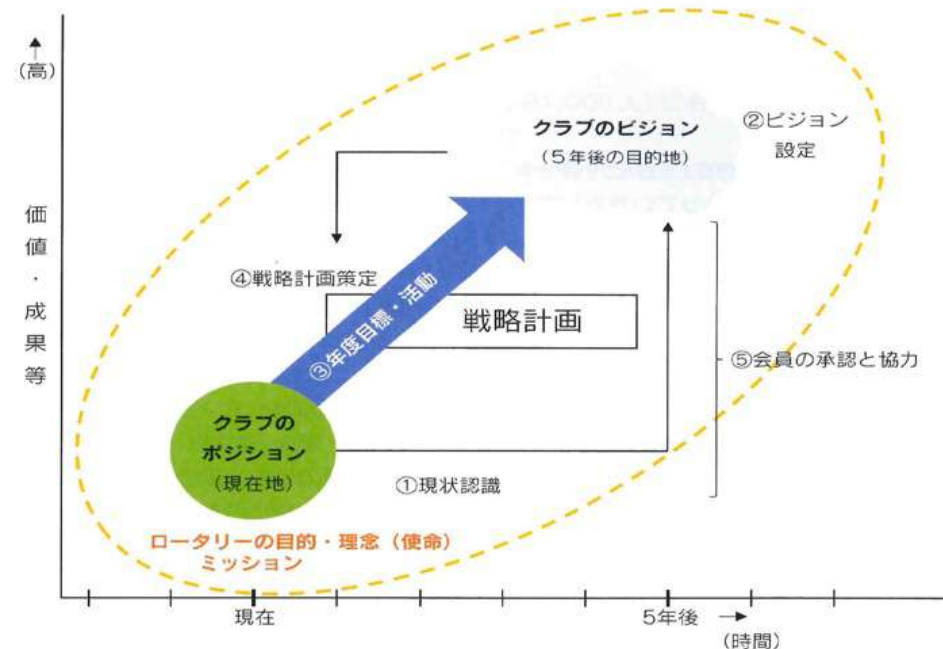 ↑
(高)
価値・成果等
クラブのビジョン
(5年後の目的地)
②ビジョン
設定
④戦略計画策定
③年度目標・活動
戦略計画
⑤会員の承認と協力
クラブの
ポジション
(現在地)
①現状認識
ロータリーの目的・理念(使命)
ミッション
現在
5年後 →
(時間)